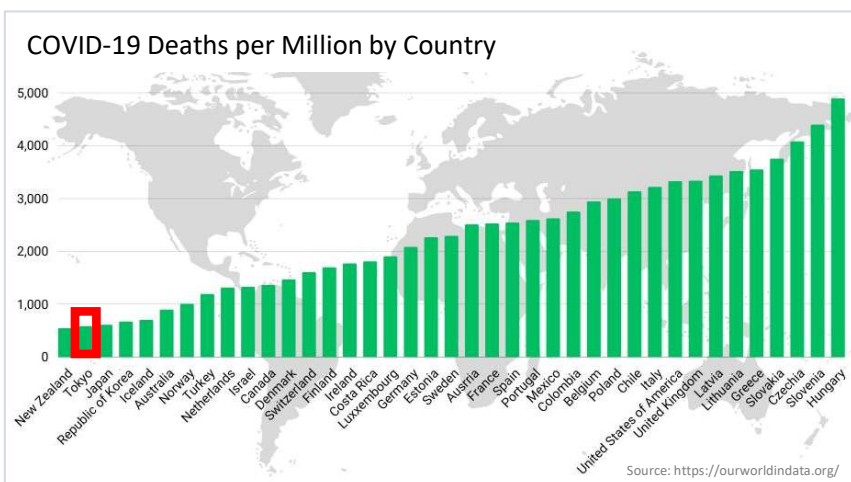 COVID-19 Deaths per Million by Country
5,000
4,000
3,000
2,000
1,000
0
New Zealand
Tokyo
Japan
Republic of Korea
Iceland
Australia
Norway
Turkey
Netherlands
Israel
Canada
Denmark
Switzerland
Finland
Ireland
Costa Rica
Luxxembourg
Germany
Estonia
Sweden
Ausrria
France
Spain
Portugal
Mexico
Colombia
Belgium
Poland
Chile
Italy
United States of America
United Kingdom
Latvia
Lithuania
Greece
Slovakia
Czechia
Slovenia
Hungary
Source: https://ourworldindata.org/